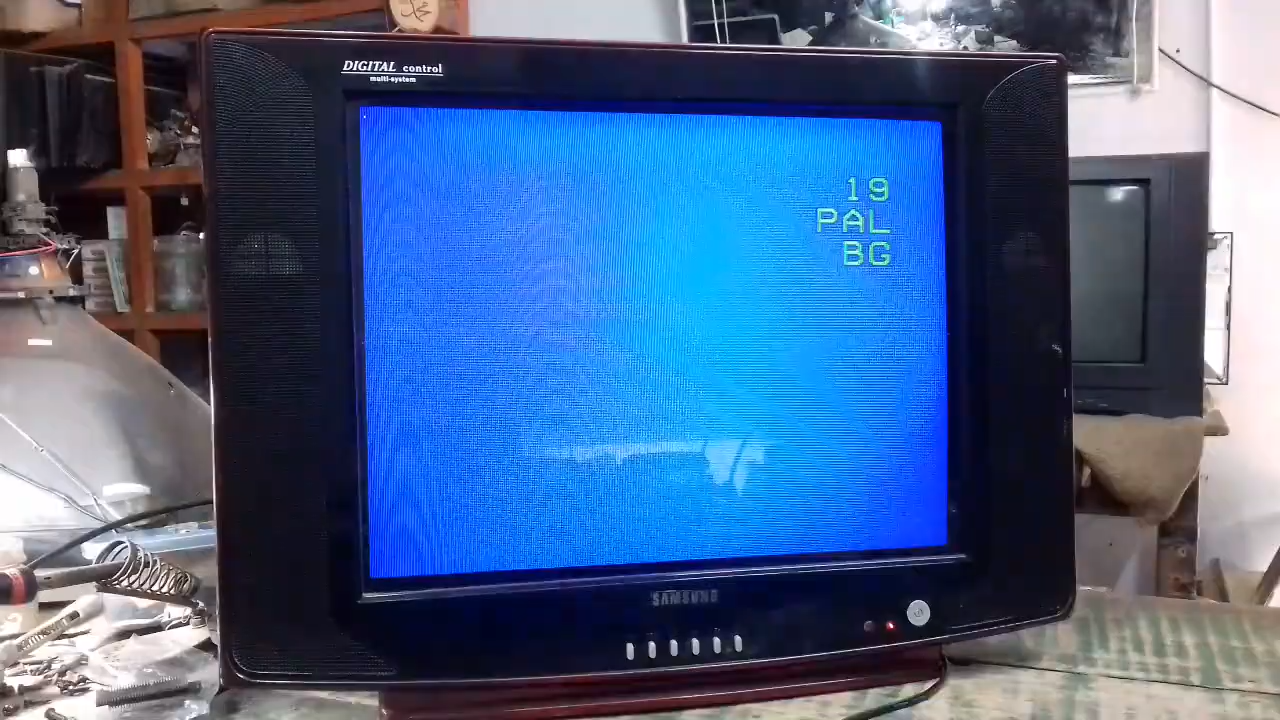 DIGITAL control
multi-system
19
PAL
BG
SAMSUNG